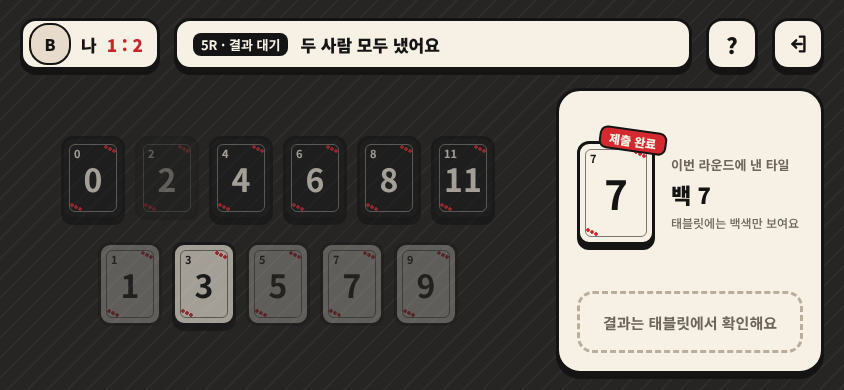 B 나 1 : 2
5R · 결과 대기 두 사람 모두 냈어요
?
0 0
2 2
4 4
6 6
8 8
11 11
1 1
3 3
5 5
7 7
9 9
제출 완료
7 7
이번 라운드에 낸 타일
백 7
태블릿에는 백색만 보여요
결과는 태블릿에서 확인해요